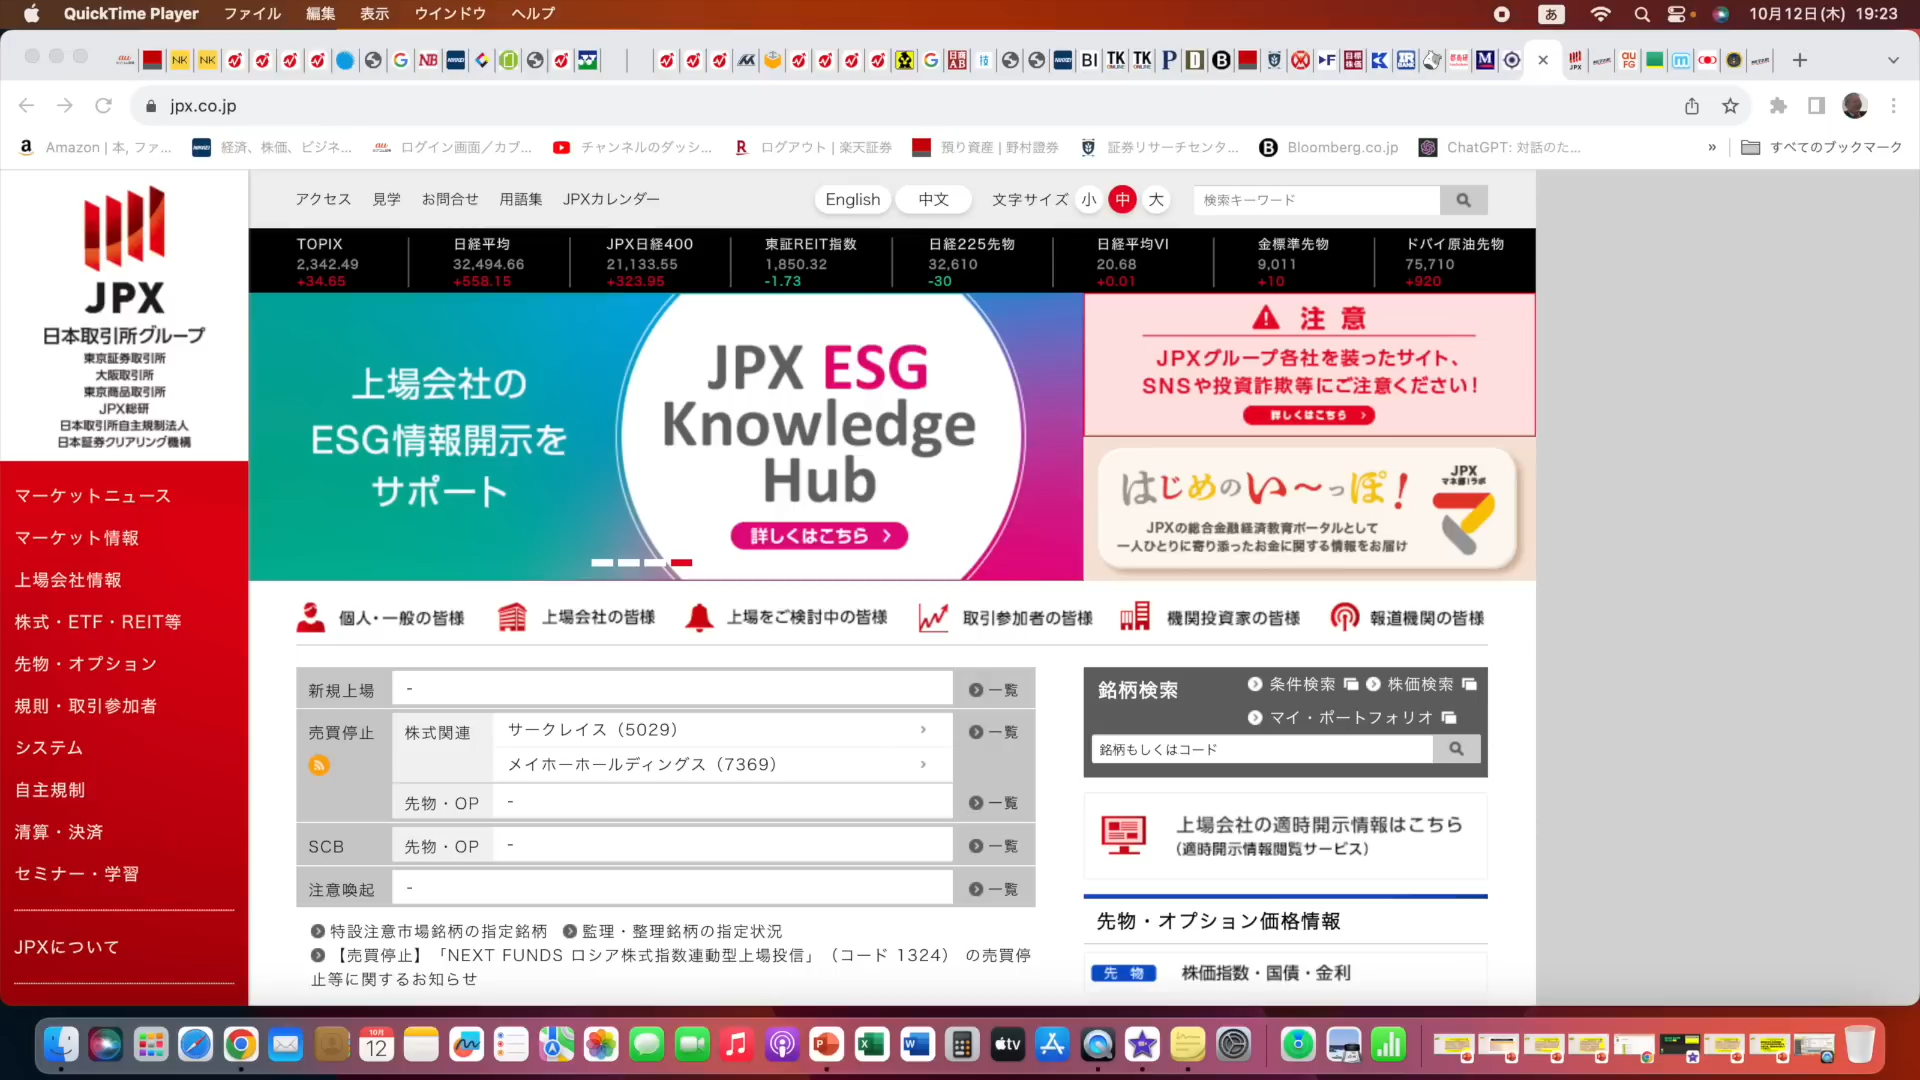 QuickTime Player ファイル 編集 表示 ウインドウ ヘルプ
あ
10月12日(木) 19:23
jpx.co.jp
Amazon | 本, ファ...
経済、株価、ビジネ...
ログイン画面／カブ...
チャンネルのダッシ...
ログアウト | 楽天証券
預り資産 | 野村證券
証券リサーチセンタ...
Bloomberg.co.jp
ChatGPT: 対話のた...
»
すべてのブックマーク
JPX
日本取引所グループ
東京証券取引所
大阪取引所
東京商品取引所
JPX総研
日本取引所自主規制法人
日本証券クリアリング機構
マーケットニュース
マーケット情報
上場会社情報
株式・ETF・REIT等
先物・オプション
規則・取引参加者
システム
自主規制
清算・決済
セミナー・学習
JPXについて
アクセス 見学 お問合せ 用語集 JPXカレンダー
English 中文 文字サイズ 小 中 大
検索キーワード
TOPIX
2,342.49
+34.65
日経平均
32,494.66
+558.15
JPX日経400
21,133.55
+323.95
東証REIT指数
1,850.32
-1.73
日経225先物
32,610
-30
日経平均VI
20.68
+0.01
金標準先物
9,011
+10
ドバイ原油先物
75,710
+920
上場会社の
ESG情報開示を
サポート
JPX ESG
Knowledge
Hub
詳しくはこちら
注 意
JPXグループ各社を装ったサイト、
SNSや投資詐欺等にご注意ください！
詳しくはこちら
はじめのい～っぽ！
JPX
マネ部！ラボ
JPXの総合金融経済教育ポータルとして
一人ひとりに寄り添ったお金に関する情報をお届け
個人・一般の皆様
上場会社の皆様
上場をご検討中の皆様
取引参加者の皆様
機関投資家の皆様
報道機関の皆様
新規上場 - 一覧
売買停止 株式関連 サークレイス（5029） 一覧
メイホーホールディングス（7369）
先物・OP - 一覧
SCB 先物・OP - 一覧
注意喚起 - 一覧
特設注意市場銘柄の指定銘柄 監理・整理銘柄の指定状況
【売買停止】「NEXT FUNDS ロシア株式指数連動型上場投信」（コード 1324） の売買停
止等に関するお知らせ
銘柄検索
条件検索 株価検索
マイ・ポートフォリオ
銘柄もしくはコード
上場会社の適時開示情報はこちら
（適時開示情報閲覧サービス）
先物・オプション価格情報
先 物 株価指数・国債・金利
10月
12
tv